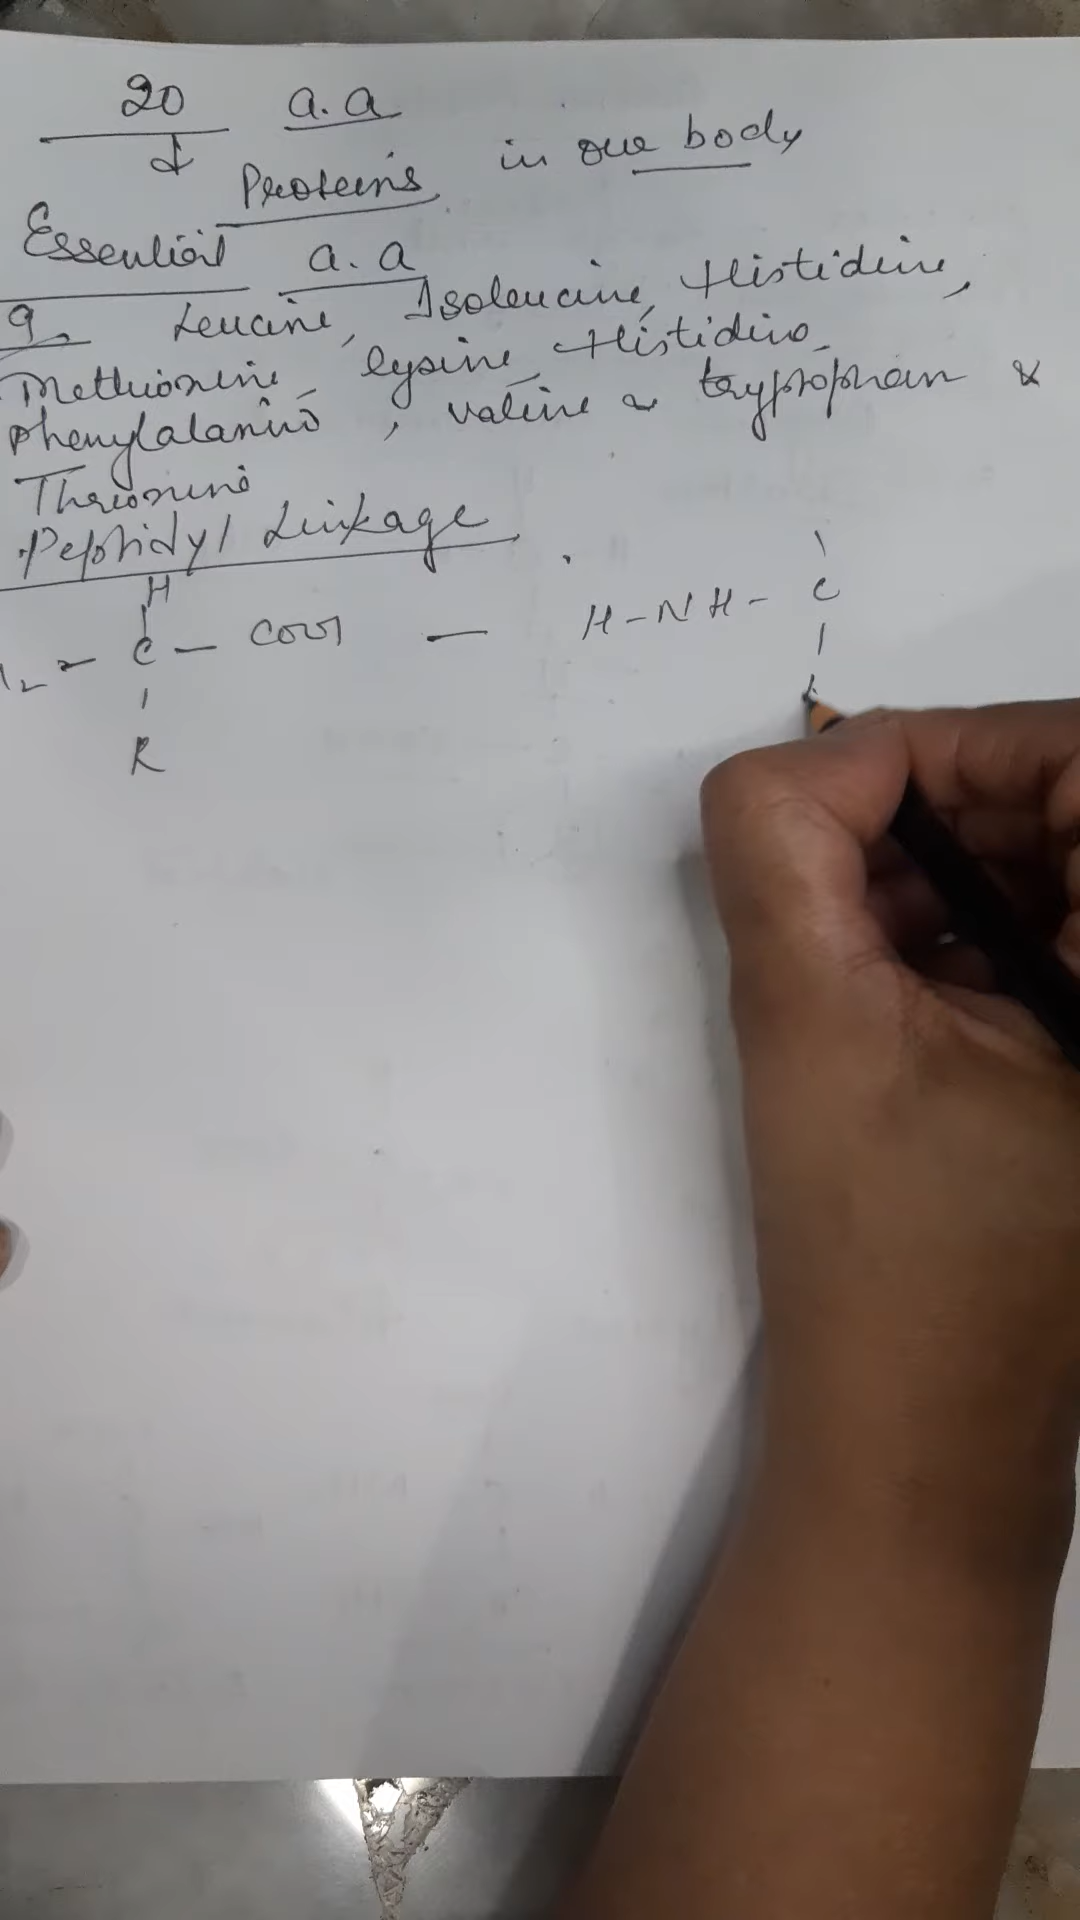 20 a.a
Proteins in our body
Essential a.a
9. Leucine, Isoleucine, Histidine,
Methionine, lysine, Histidine
Phenylalanine, valine & tryptophan &
Threonine
Peptidyl Linkage
H
- C - COOH — H-NH- C
R